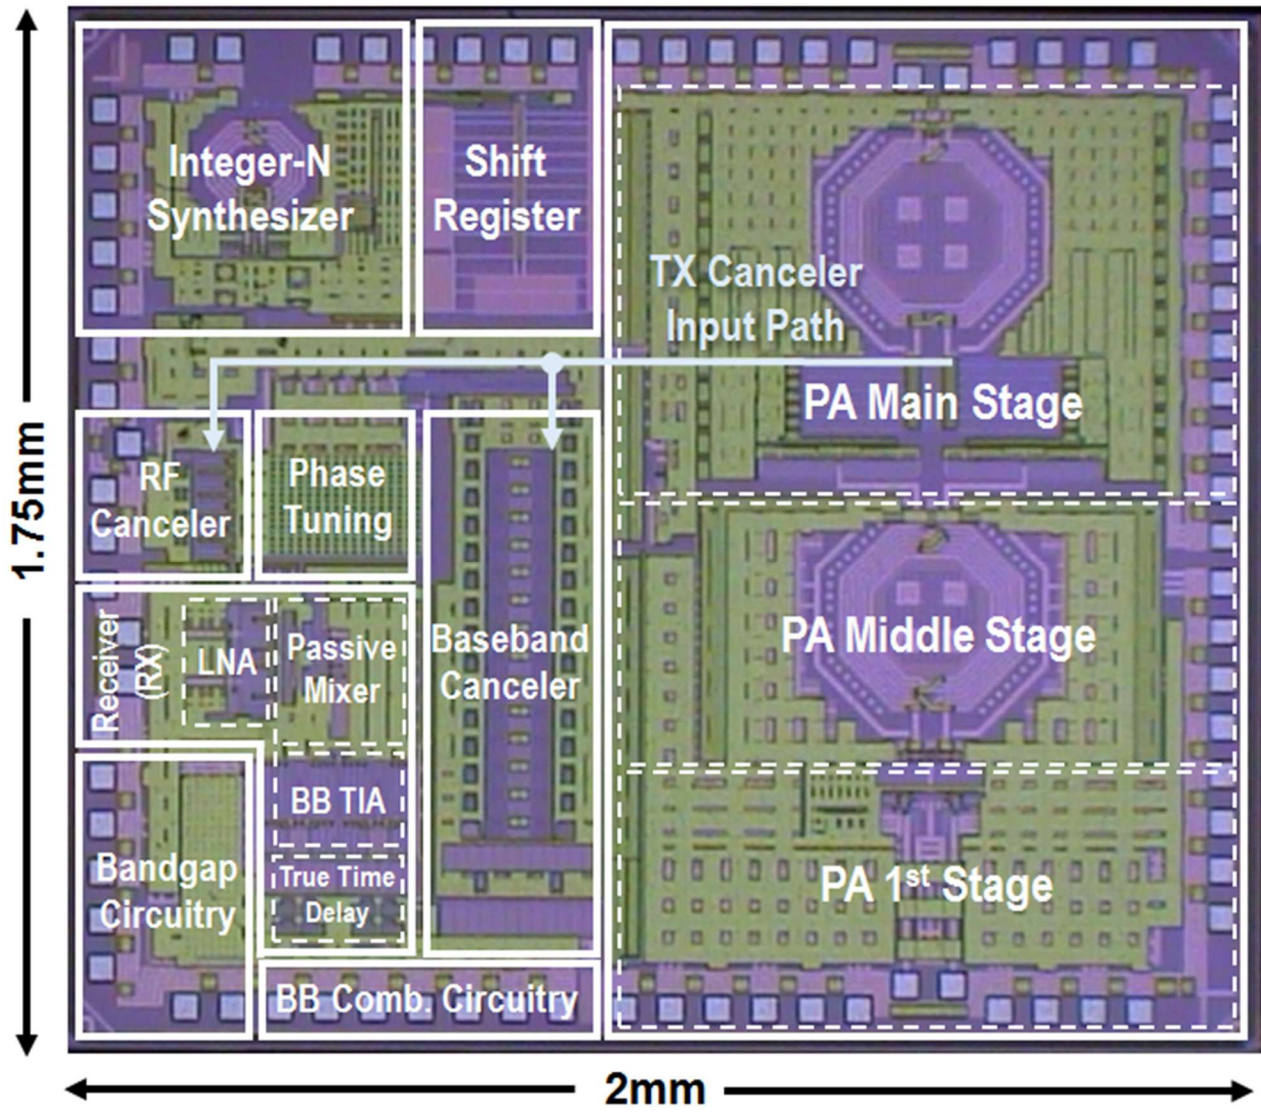 Integer-N
Synthesizer
Shift
Register
TX Canceler
Input Path
PA Main Stage
1.75mm
RF
Canceler
Phase
Tuning
Receiver
(RX)
LNA
Passive
Mixer
Baseband
Canceler
PA Middle Stage
BB TIA
Bandgap
Circuitry
True Time
Delay
PA 1st Stage
BB Comb. Circuitry
2mm